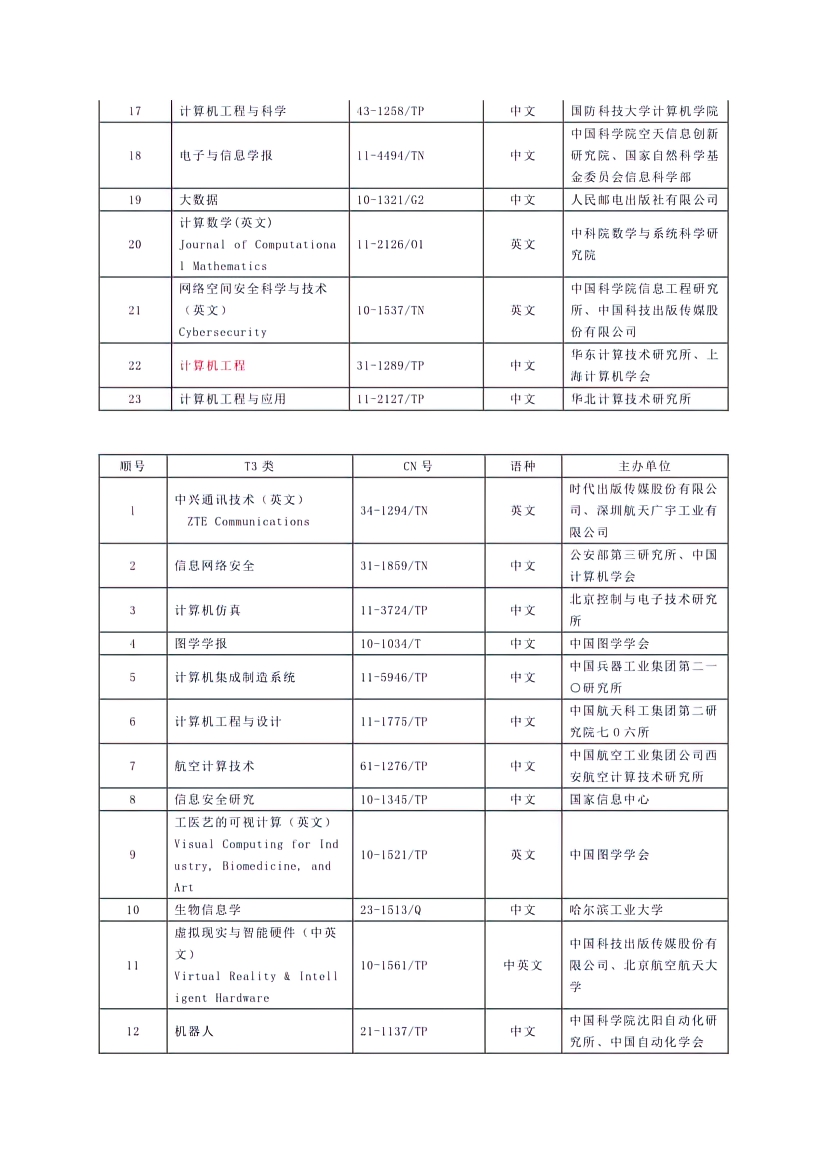 17 计算机工程与科学 43-1258/TP 中文 国防科技大学计算机学院
18 电子与信息学报 11-4494/TN 中文 中国科学院空天信息创新
研究院、国家自然科学基
金委员会信息科学部
19 大数据 10-1321/G2 中文 人民邮电出版社有限公司
20 计算数学(英文)
Journal of Computationa
l Mathematics
11-2126/O1 英文 中科院数学与系统科学研
究院
21 网络空间安全科学与技术
（英文）
Cybersecurity
10-1537/TN 英文 中国科学院信息工程研究
所、中国科技出版传媒股
份有限公司
22 计算机工程 31-1289/TP 中文 华东计算技术研究所、上
海计算机学会
23 计算机工程与应用 11-2127/TP 中文 华北计算技术研究所
顺号 T3 类 CN 号 语种 主办单位
1 中兴通讯技术（英文）
ZTE Communications
34-1294/TN 英文 时代出版传媒股份有限公
司、深圳航天广宇工业有
限公司
2 信息网络安全 31-1859/TN 中文 公安部第三研究所、中国
计算机学会
3 计算机仿真 11-3724/TP 中文 北京控制与电子技术研究
所
4 图学学报 10-1034/T 中文 中国图学学会
5 计算机集成制造系统 11-5946/TP 中文 中国兵器工业集团第二一
〇研究所
6 计算机工程与设计 11-1775/TP 中文 中国航天科工集团第二研
究院七０六所
7 航空计算技术 61-1276/TP 中文 中国航空工业集团公司西
安航空计算技术研究所
8 信息安全研究 10-1345/TP 中文 国家信息中心
9 工医艺的可视计算（英文）
Visual Computing for Ind
ustry, Biomedicine, and
Art
10-1521/TP 英文 中国图学学会
10 生物信息学 23-1513/Q 中文 哈尔滨工业大学
11 虚拟现实与智能硬件（中英
文）
Virtual Reality & Intell
igent Hardware
10-1561/TP 中英文 中国科技出版传媒股份有
限公司、北京航空航天大
学
12 机器人 21-1137/TP 中文 中国科学院沈阳自动化研
究所、中国自动化学会